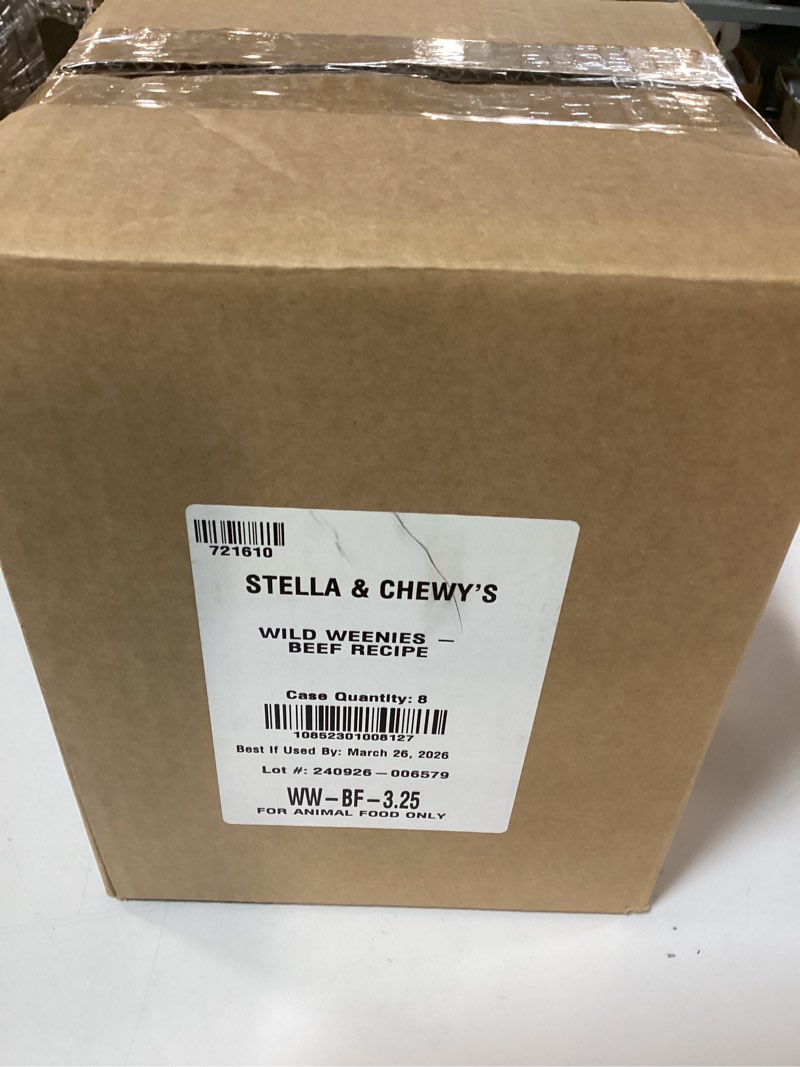 721610
STELLA & CHEWY'S
WILD WEENIES —
BEEF RECIPE
Case Quantity: 8
10852301008127
Best If Used By: March 26, 2026
Lot #: 240926-006579
WW-BF-3.25
FOR ANIMAL FOOD ONLY